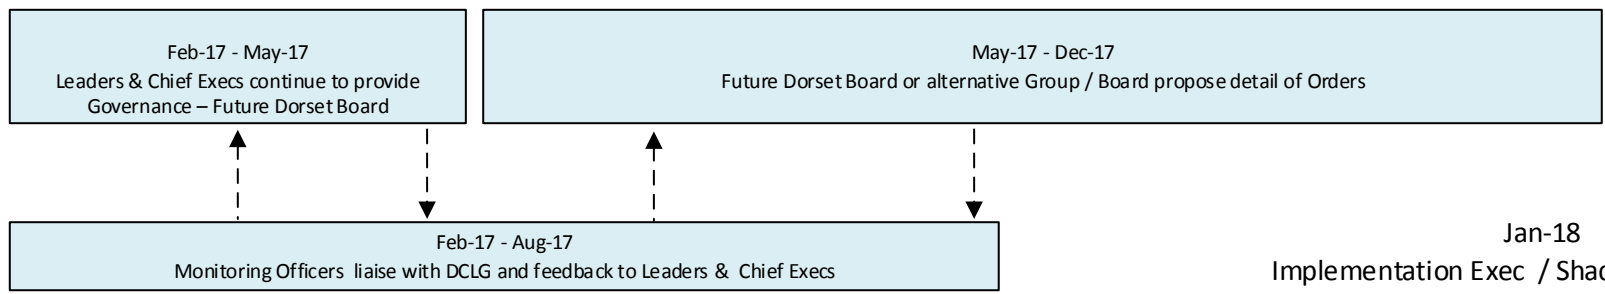 Feb-17 - May-17
Leaders & Chief Execs continue to provide
Governance – Future Dorset Board
May-17 - Dec-17
Future Dorset Board or alternative Group / Board propose detail of Orders
Feb-17 - Aug-17
Monitoring Officers liaise with DCLG and feedback to Leaders & Chief Execs
Jan-18
Implementation Exec /